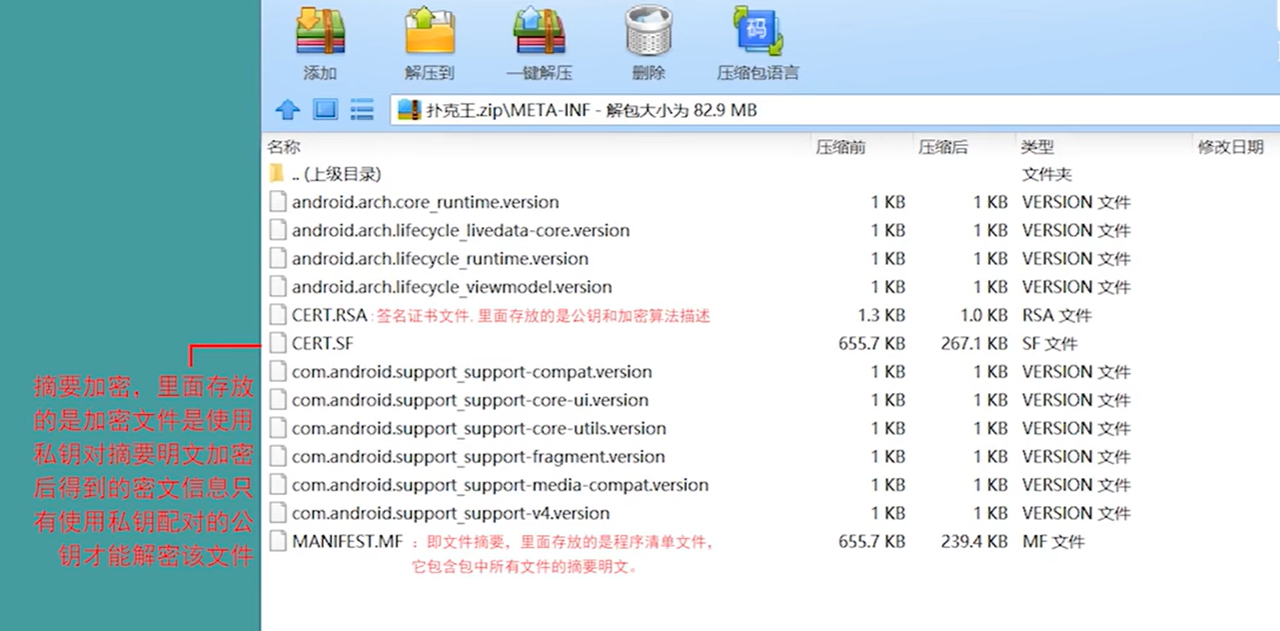 添加 解压到 一键解压 删除 压缩包语言
码
扑克王.zip\META-INF - 解包大小为 82.9 MB
名称 压缩前 压缩后 类型 修改日期
.. (上级目录) 文件夹
android.arch.core_runtime.version 1 KB 1 KB VERSION 文件
android.arch.lifecycle_livedata-core.version 1 KB 1 KB VERSION 文件
android.arch.lifecycle_runtime.version 1 KB 1 KB VERSION 文件
android.arch.lifecycle_viewmodel.version 1 KB 1 KB VERSION 文件
CERT.RSA:签名证书文件,里面存放的是公钥和加密算法描述 1.3 KB 1.0 KB RSA 文件
CERT.SF 655.7 KB 267.1 KB SF 文件
com.android.support_support-compat.version 1 KB 1 KB VERSION 文件
com.android.support_support-core-ui.version 1 KB 1 KB VERSION 文件
com.android.support_support-core-utils.version 1 KB 1 KB VERSION 文件
com.android.support_support-fragment.version 1 KB 1 KB VERSION 文件
com.android.support_support-media-compat.version 1 KB 1 KB VERSION 文件
com.android.support_support-v4.version 1 KB 1 KB VERSION 文件
MANIFEST.MF :即文件摘要,里面存放的是程序清单文件, 655.7 KB 239.4 KB MF 文件
它包含包中所有文件的摘要明文。
摘要加密，里面存放
的是加密文件是使用
私钥对摘要明文加密
后得到的密文信息只
有使用私钥配对的公
钥才能解密该文件